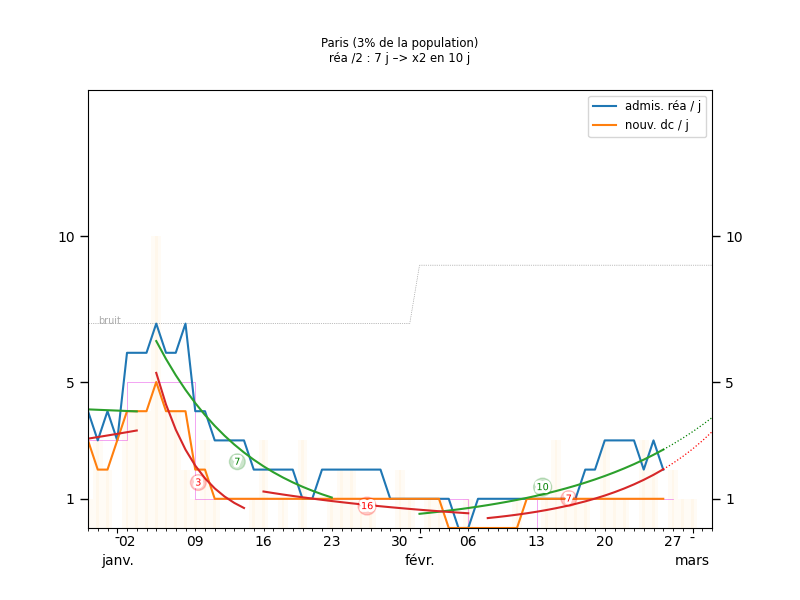 Paris (3% de la population)
réa /2 : 7 j –> x2 en 10 j
admis. réa / j
nouv. dc / j
10
10
bruit
5
5
7
3
16
10
7
1
1
02
09
16
23
30
06
13
20
27
janv.
févr.
mars